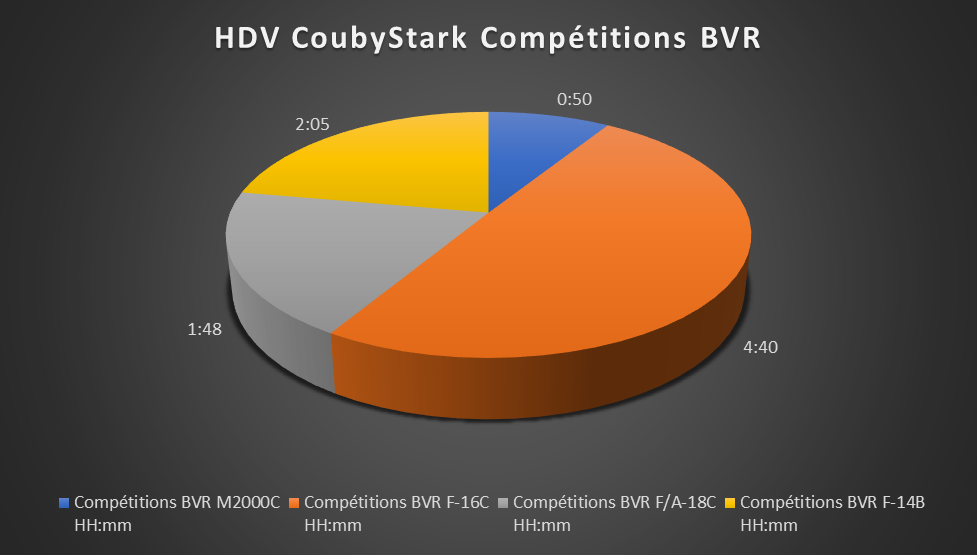 HDV CoubyStark Compétitions BVR
0:50
2:05
1:48
4:40
Compétitions BVR M2000C HH:mm
Compétitions BVR F-16C HH:mm
Compétitions BVR F/A-18C HH:mm
Compétitions BVR F-14B HH:mm